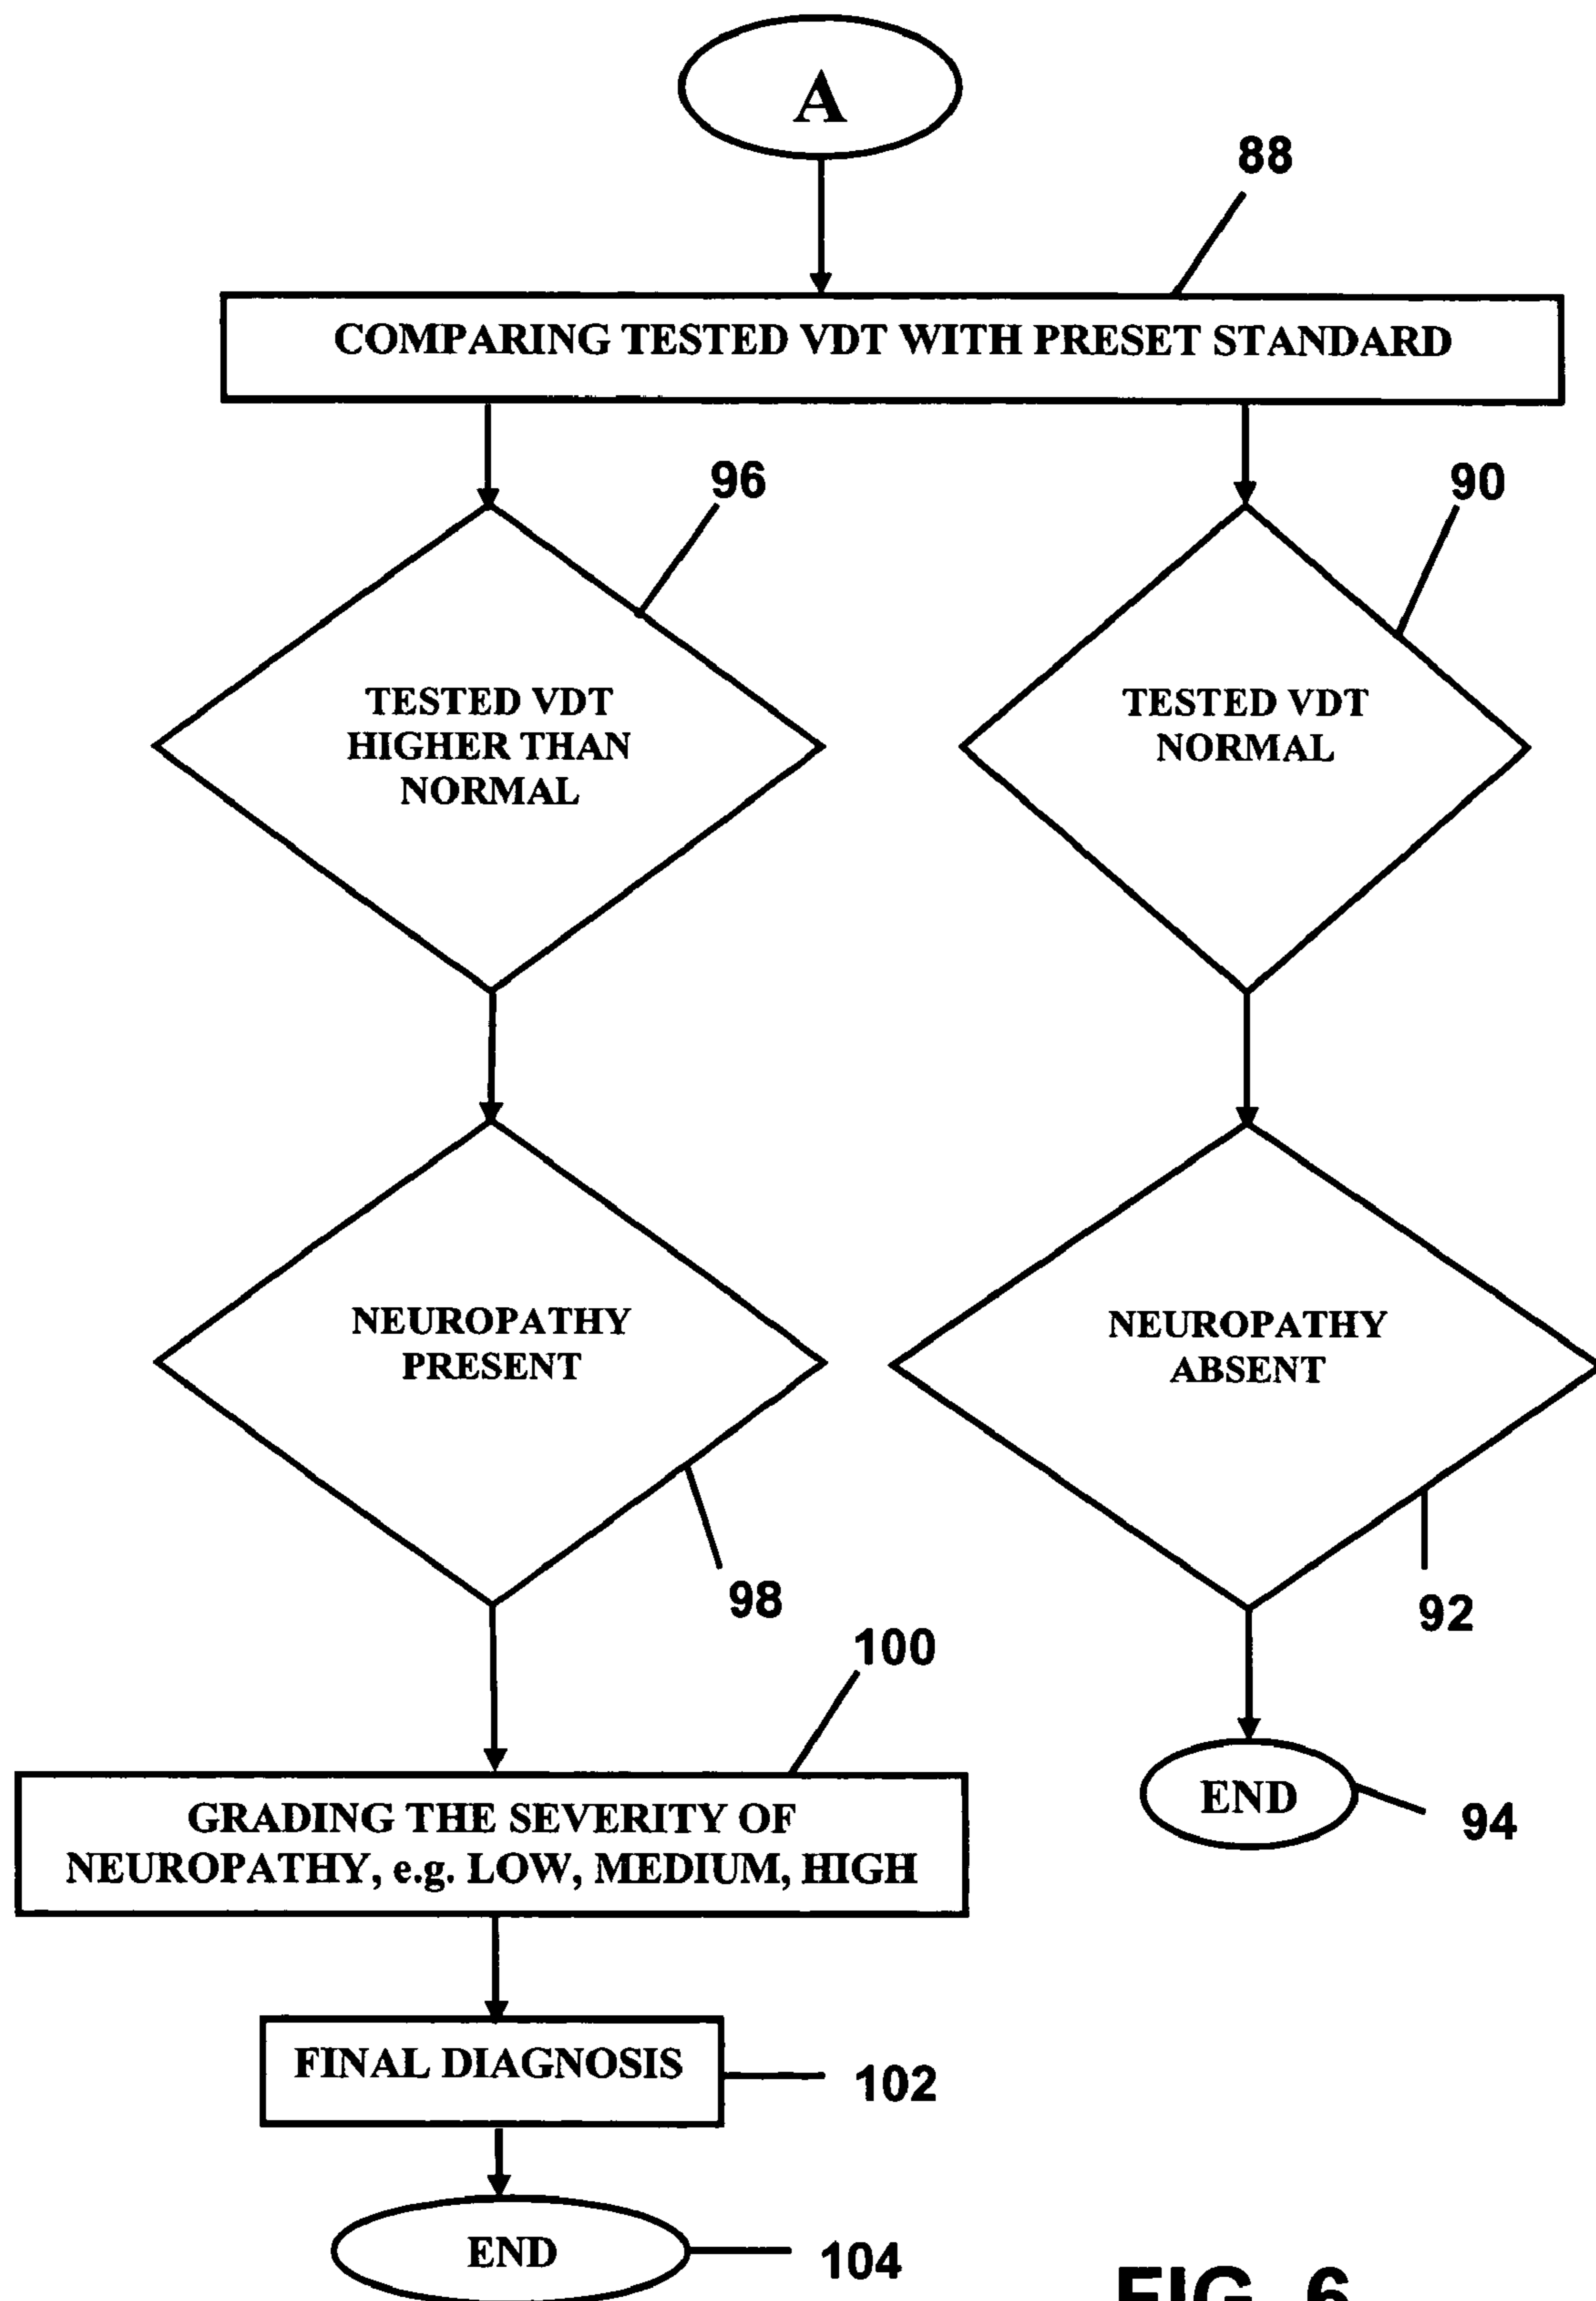 A
88
COMPARING TESTED VDT WITH PRESET STANDARD
96
90
TESTED VDT
HIGHER THAN
NORMAL
TESTED VDT
NORMAL
NEUROPATHY
PRESENT
NEUROPATHY
ABSENT
98
92
100
GRADING THE SEVERITY OF
NEUROPATHY, e.g. LOW, MEDIUM, HIGH
END
94
FINAL DIAGNOSIS
102
END
104
FIG. 6